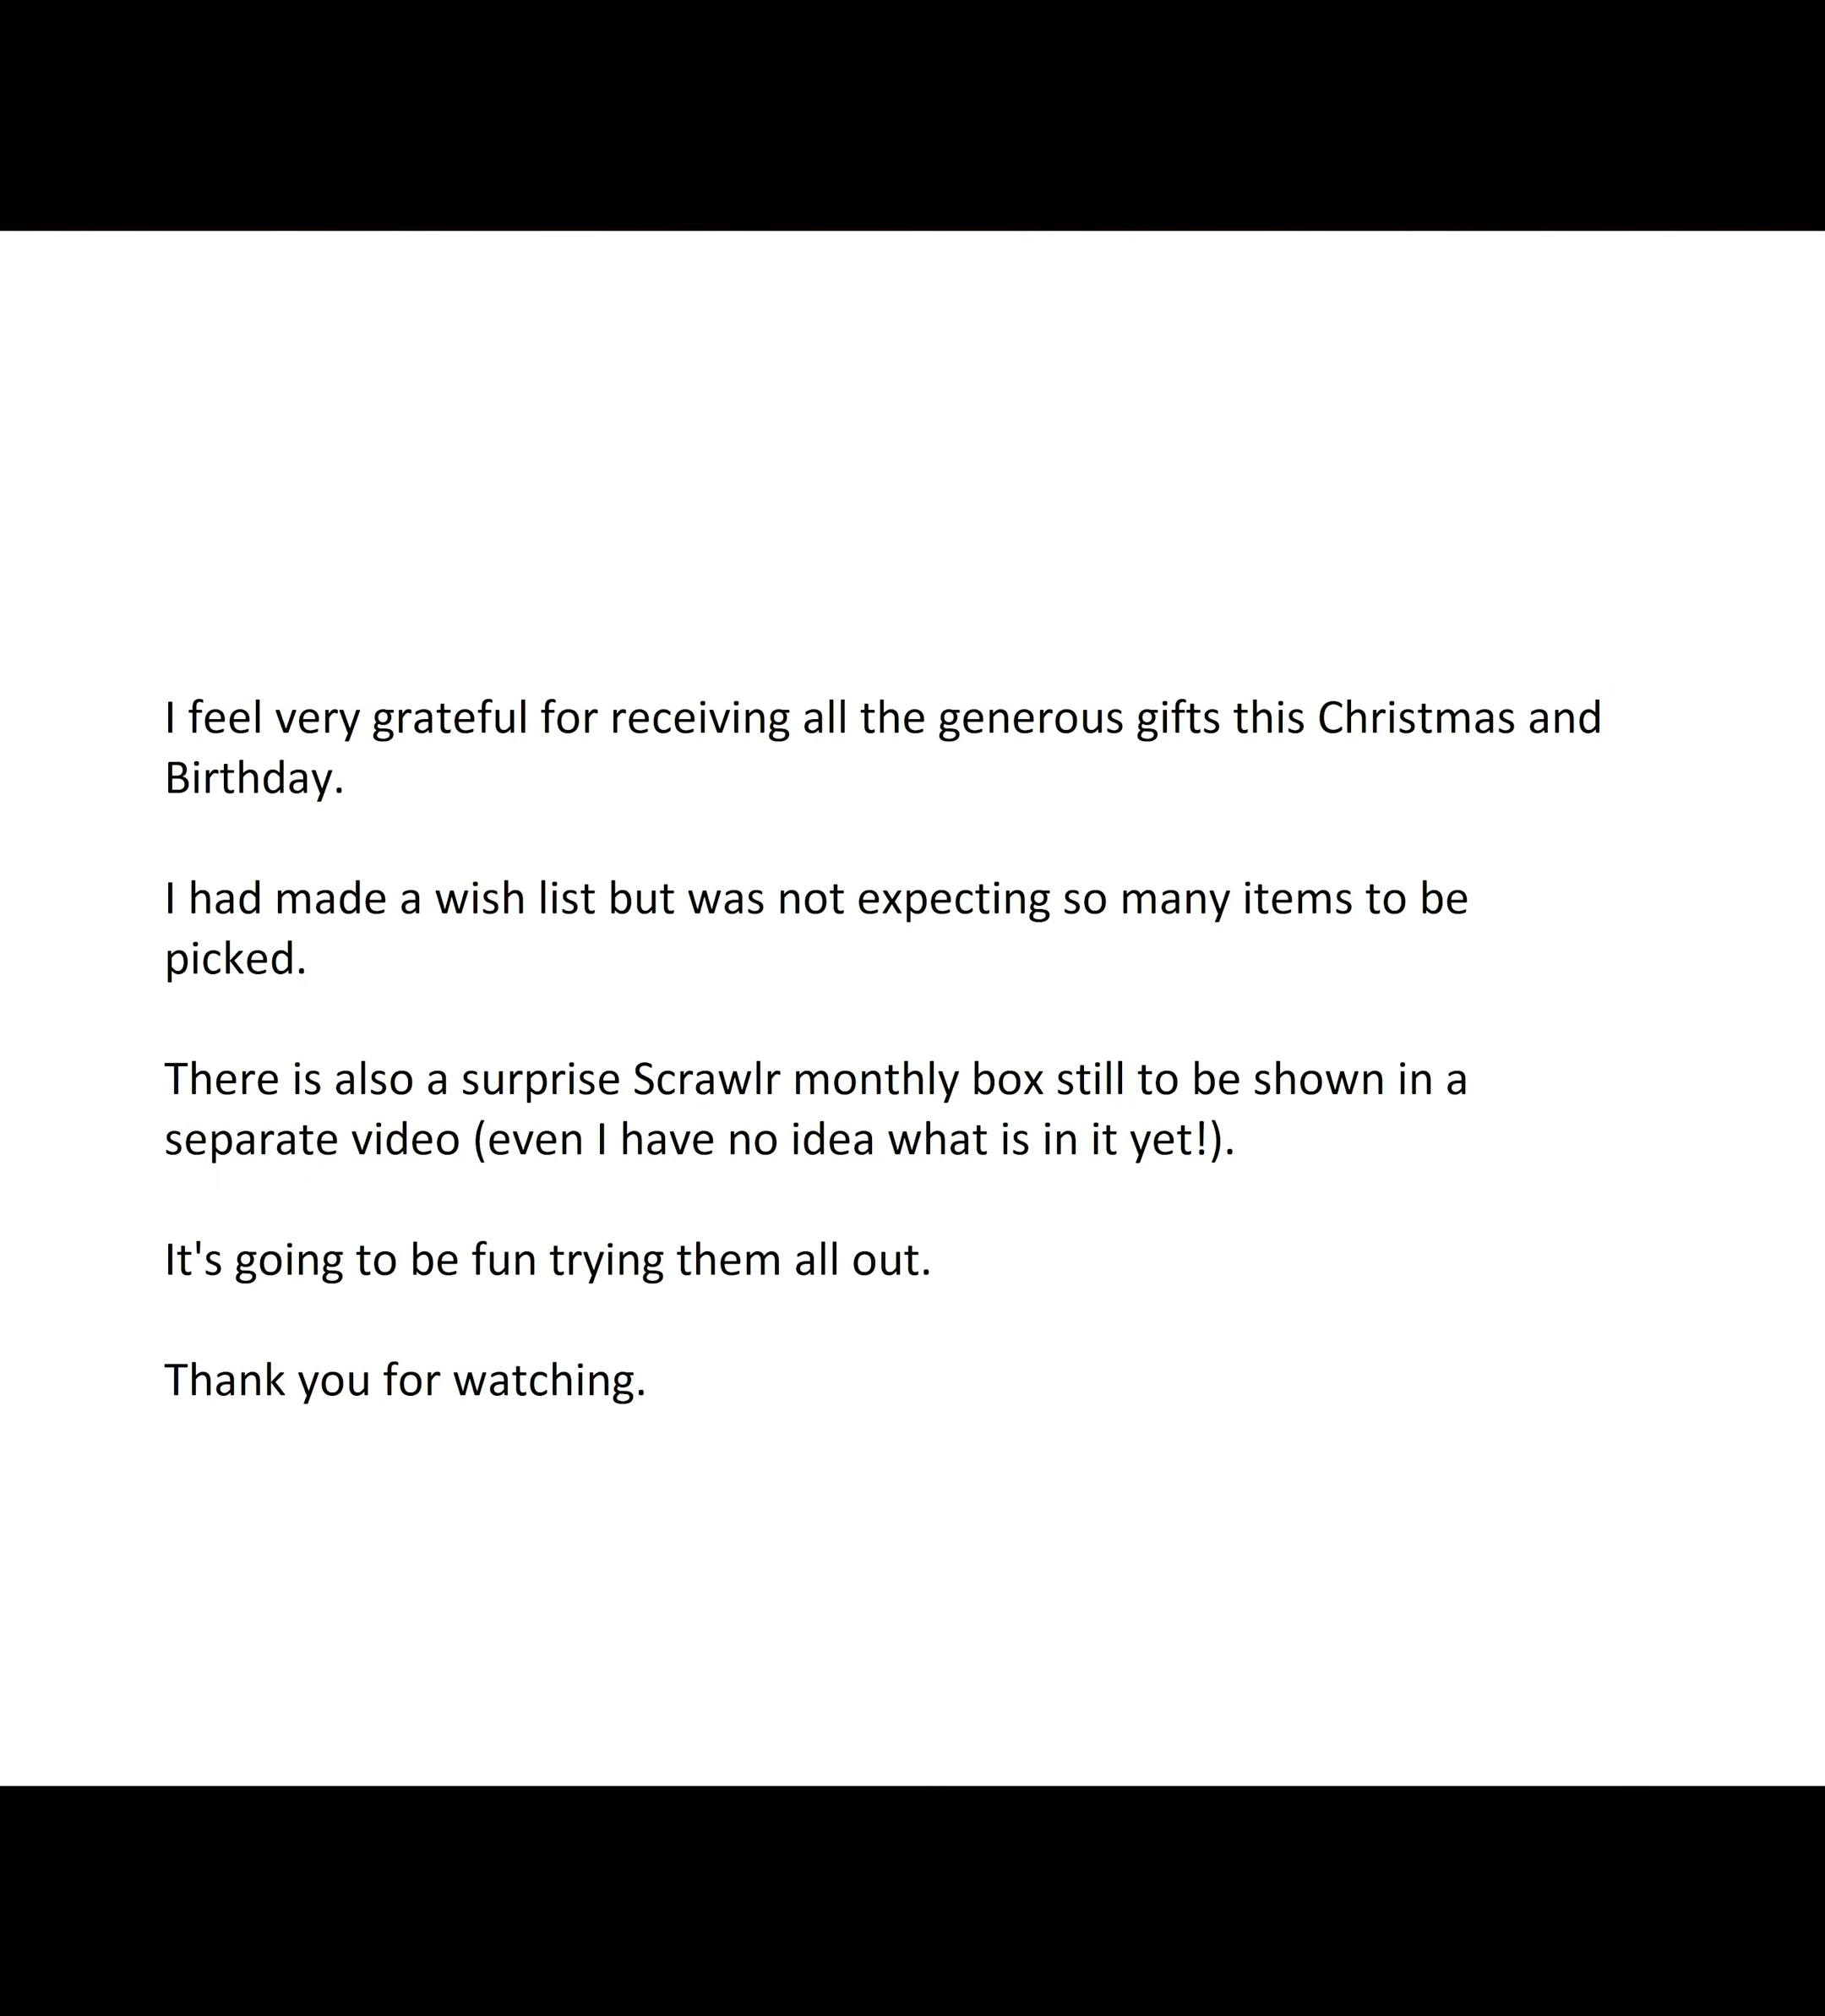 I feel very grateful for receiving all the generous gifts this Christmas and
Birthday.
I had made a wish list but was not expecting so many items to be
picked.
There is also a surprise Scrawlr monthly box still to be shown in a
separate video (even I have no idea what is in it yet!).
It's going to be fun trying them all out.
Thank you for watching.